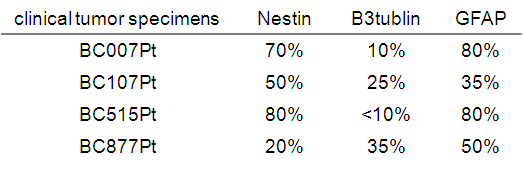 clinical tumor specimens Nestin B3tublin GFAP
BC007Pt 70% 10% 80%
BC107Pt 50% 25% 35%
BC515Pt 80% <10% 80%
BC877Pt 20% 35% 50%